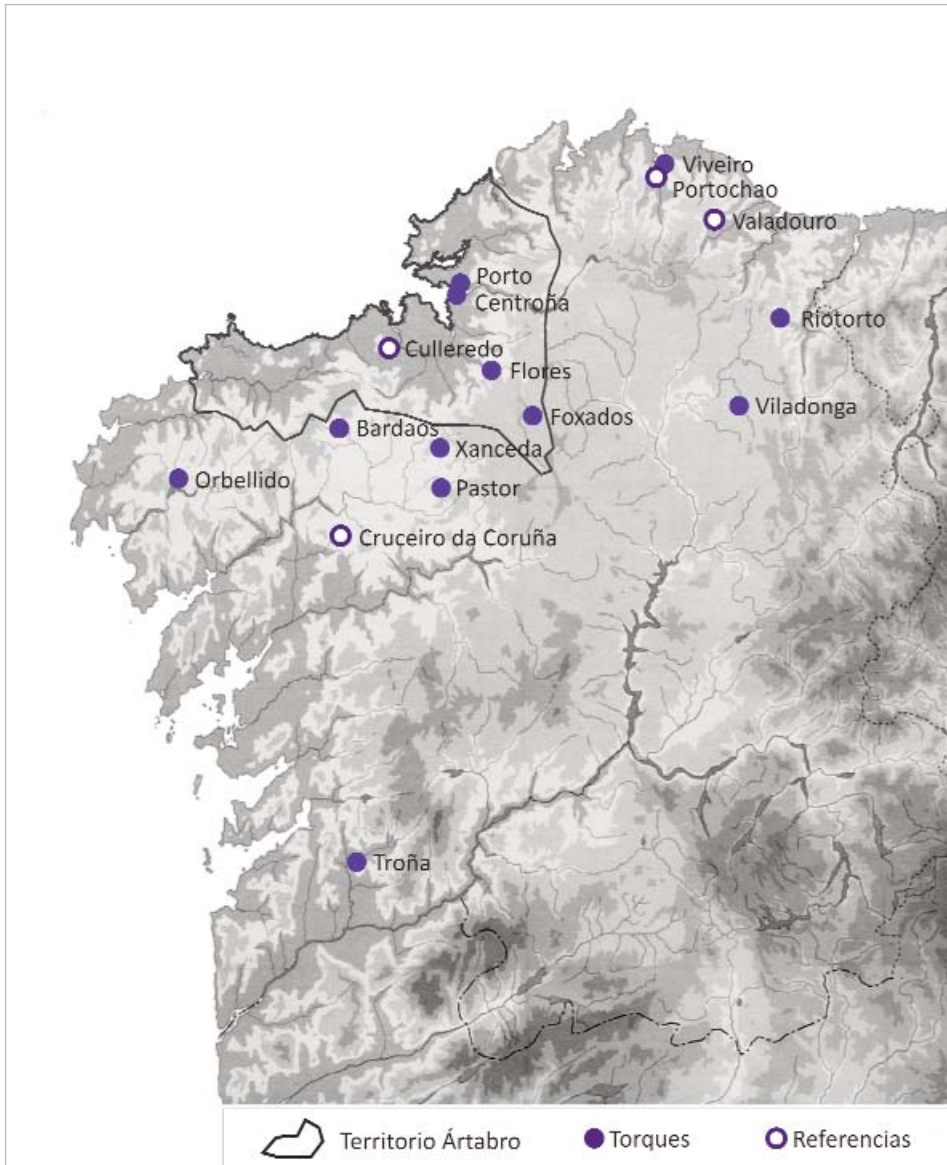 Viveiro
Portochao
Valadouro
Porto
Centroña
Riotorto
Culleredo
Flores
Viladonga
Foxados
Bardaos
Xanceda
Orbellido
Pastor
Cruceiro da Coruña
Troña
Territorio Ártabro
Torques
Referencias